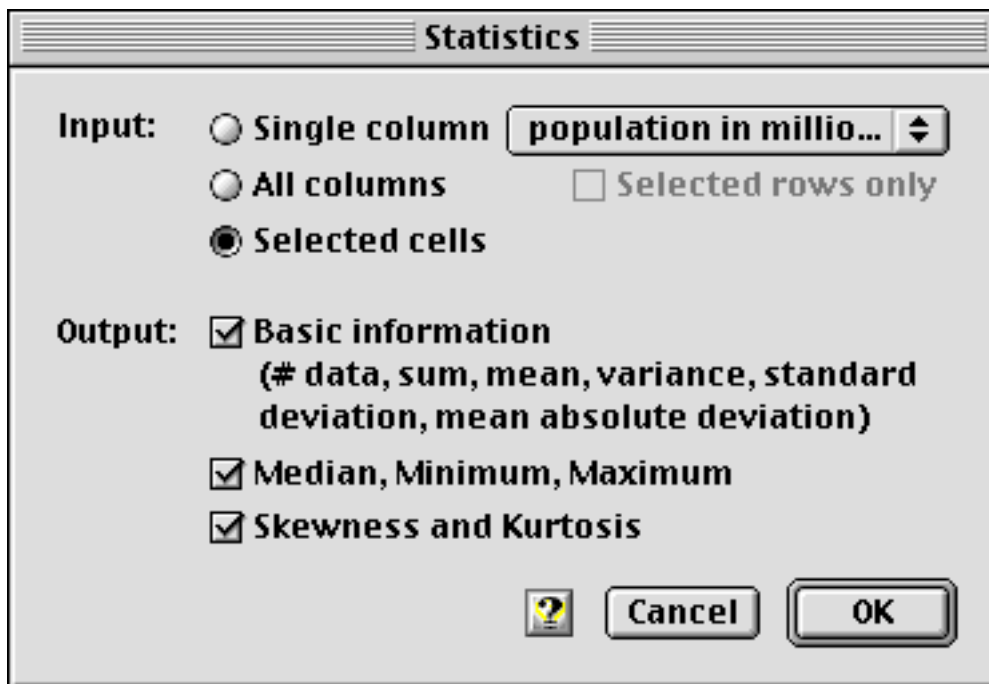 Statistics
Input: Single column population in millio...
All columns Selected rows only
Selected cells
Output: Basic information
(# data, sum, mean, variance, standard
deviation, mean absolute deviation)
Median, Minimum, Maximum
Skewness and Kurtosis
? Cancel OK